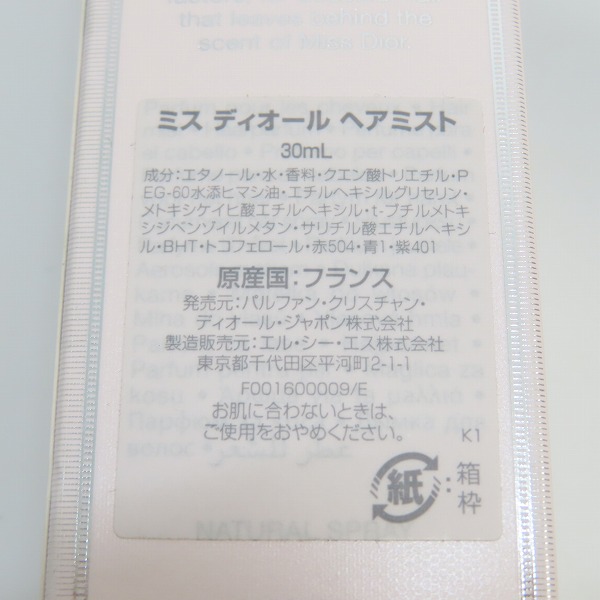 that leaves behind the
scent of Miss Dior.
ミス ディオール ヘアミスト
30mL
成分:エタノール・水・香料・クエン酸トリエチル・P
EG-60水添ヒマシ油・エチルヘキシルグリセリン・
メトキシケイヒ酸エチルヘキシル・t-ブチルメトキ
シジベンゾイルメタン・サリチル酸エチルヘキシ
ル・BHT・トコフェロール・赤504・青1・紫401
原産国:フランス
発売元:パルファン・クリスチャン・
ディオール・ジャポン株式会社
製造販売元:エル・シー・エス株式会社
東京都千代田区平河町2-1-1
F001600009/E
お肌に合わないときは、
ご使用をおやめください。
K1
紙:箱
枠
NATURAL SPRAY